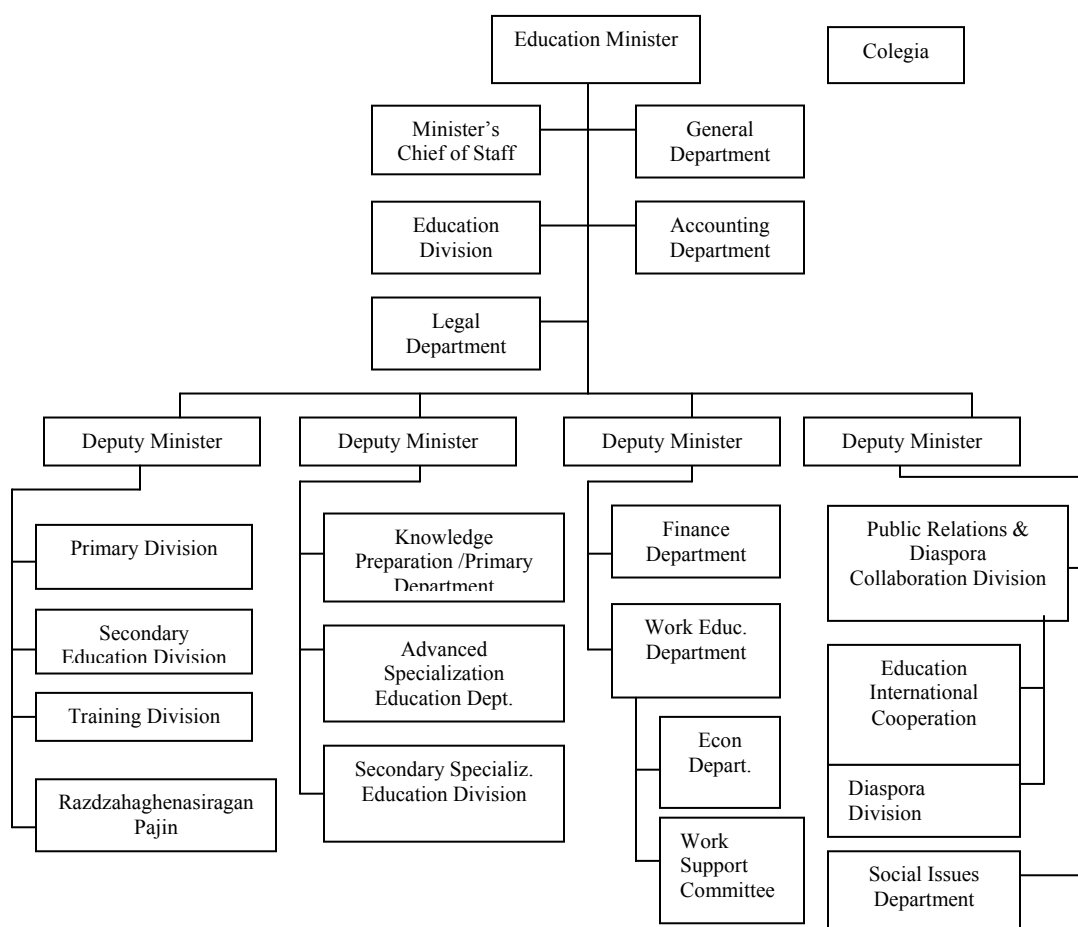 Education Minister
Colegia
Minister's
Chief of Staff
General
Department
Education
Division
Accounting
Department
Legal
Department
Deputy Minister
Deputy Minister
Deputy Minister
Deputy Minister
Primary Division
Secondary
Education Division
Training Division
Razdzahaghenasiragan
Pajin
Knowledge
Preparation /Primary
Department
Advanced
Specialization
Education Dept.
Secondary Specializ.
Education Division
Finance
Department
Work Educ.
Department
Econ
Depart.
Work
Support
Committee
Public Relations &
Diaspora
Collaboration Division
Education
International
Cooperation
Diaspora
Division
Social Issues
Department